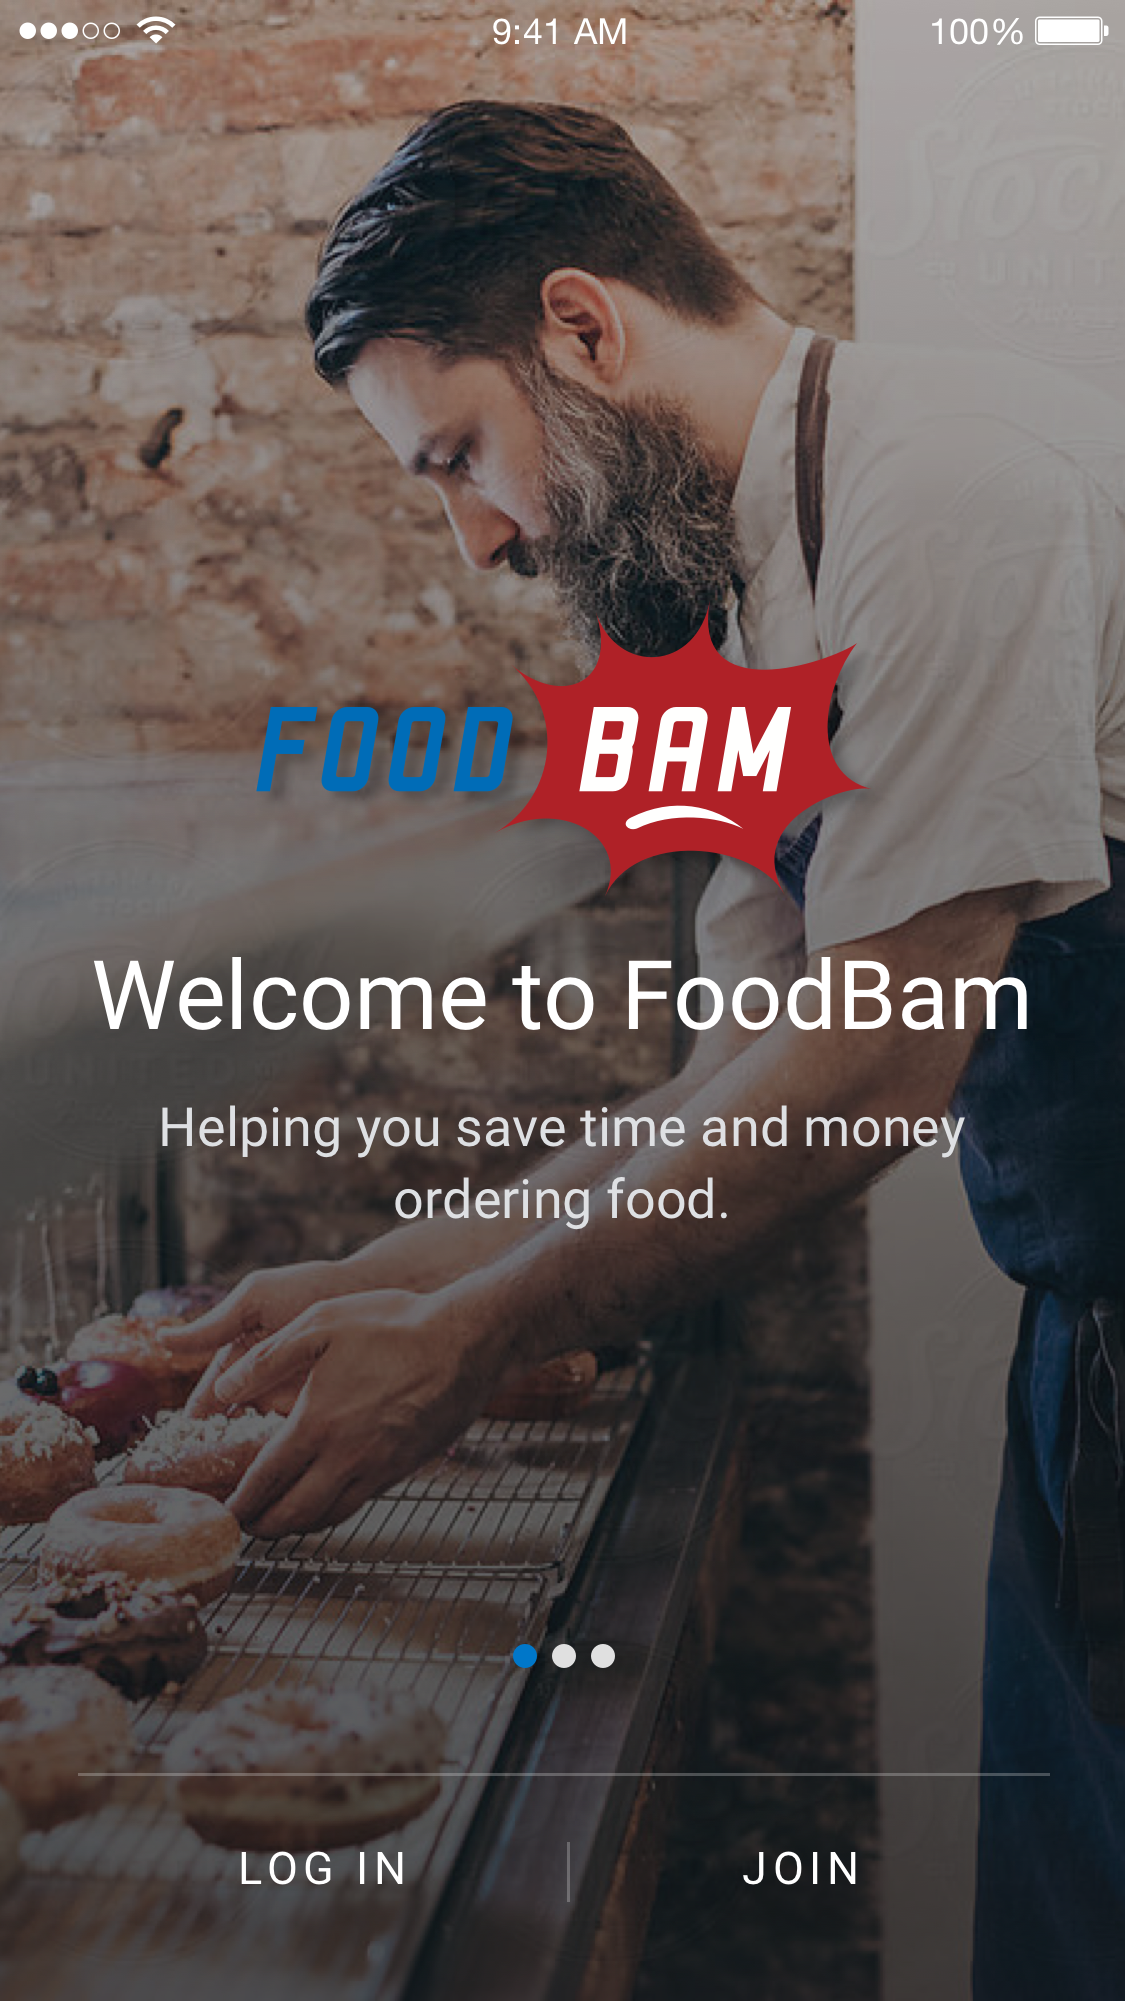 9:41 AM
100%
FOOD BAM
Welcome to FoodBam
Helping you save time and money
ordering food.
LOG IN
JOIN